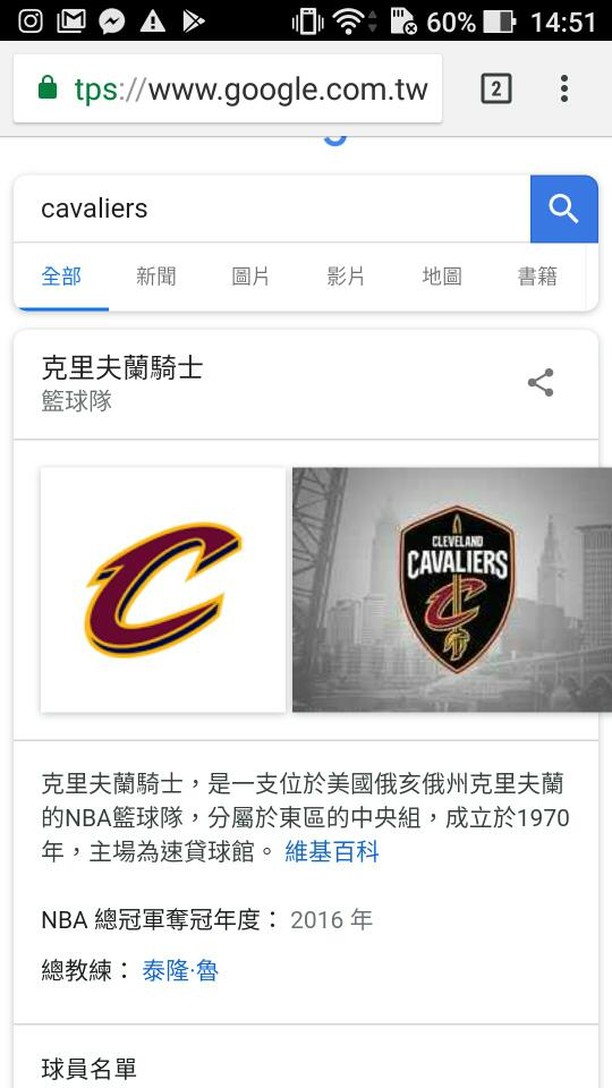 60% 14:51
tps://www.google.com.tw
2
cavaliers
全部 新聞 圖片 影片 地圖 書籍
克里夫蘭騎士
籃球隊
C
CLEVELAND
CAVALIERS
C
克里夫蘭騎士，是一支位於美國俄亥俄州克里夫蘭
的NBA籃球隊，分屬於東區的中央組，成立於1970
年，主場為速貸球館。 維基百科
NBA 總冠軍奪冠年度： 2016 年
總教練： 泰隆·魯
球員名單